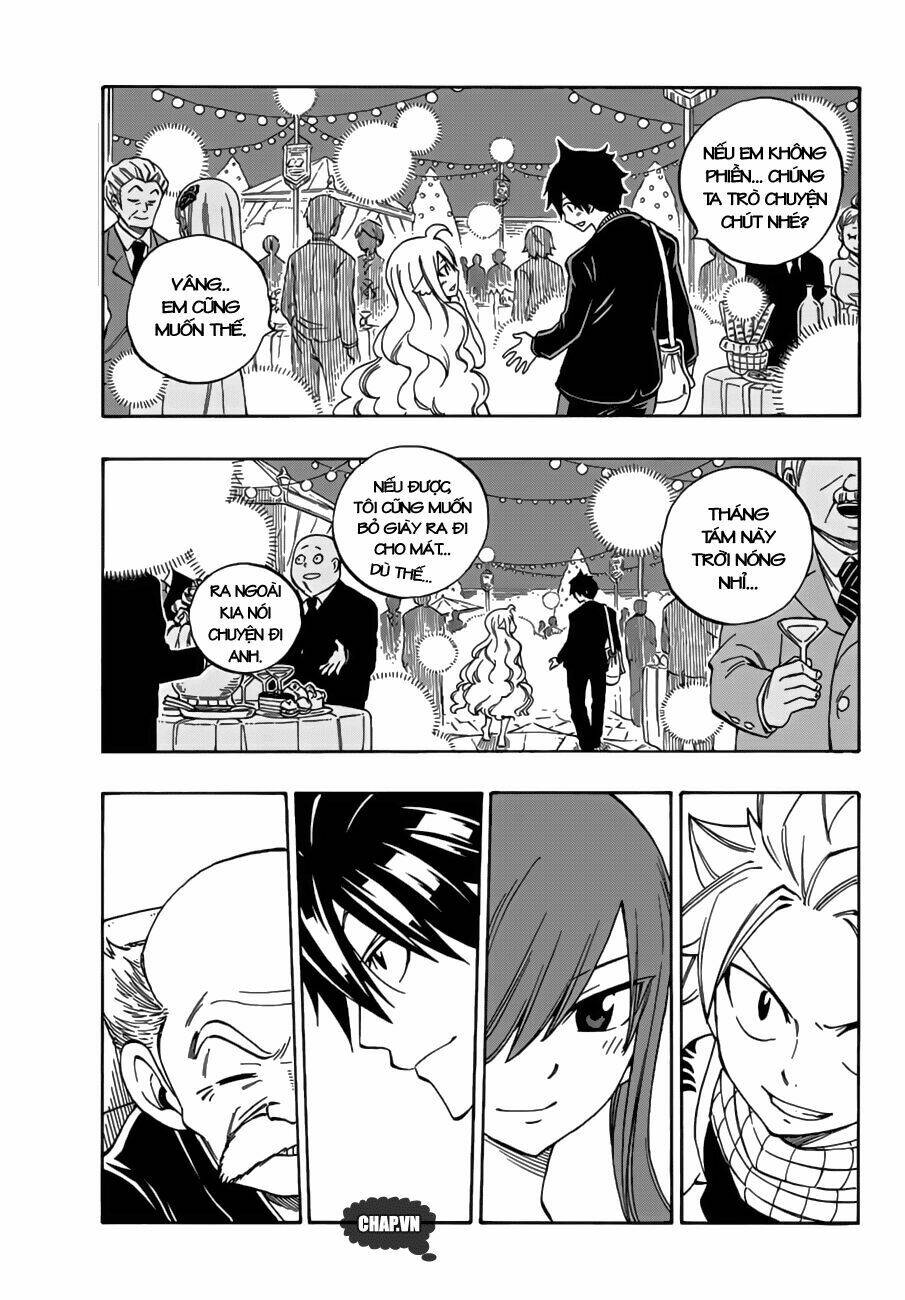 NẾU EM KHÔNG
PHIỀN... CHÚNG
TA TRÒ CHUYỆN
CHÚT NHÉ?
VÂNG..
EM CŨNG
MUỐN THẾ.
THÁNG
TÁM NÀY
TRỜI NÓNG
NHỈ...
NẾU ĐƯỢC,
TÔI CŨNG MUỐN
BỎ GIÀY RA ĐI
CHO MÁT...
DÙ THẾ...
RA NGOÀI
KIA NÓI
CHUYỆN ĐI
ANH.
CHAP.VN